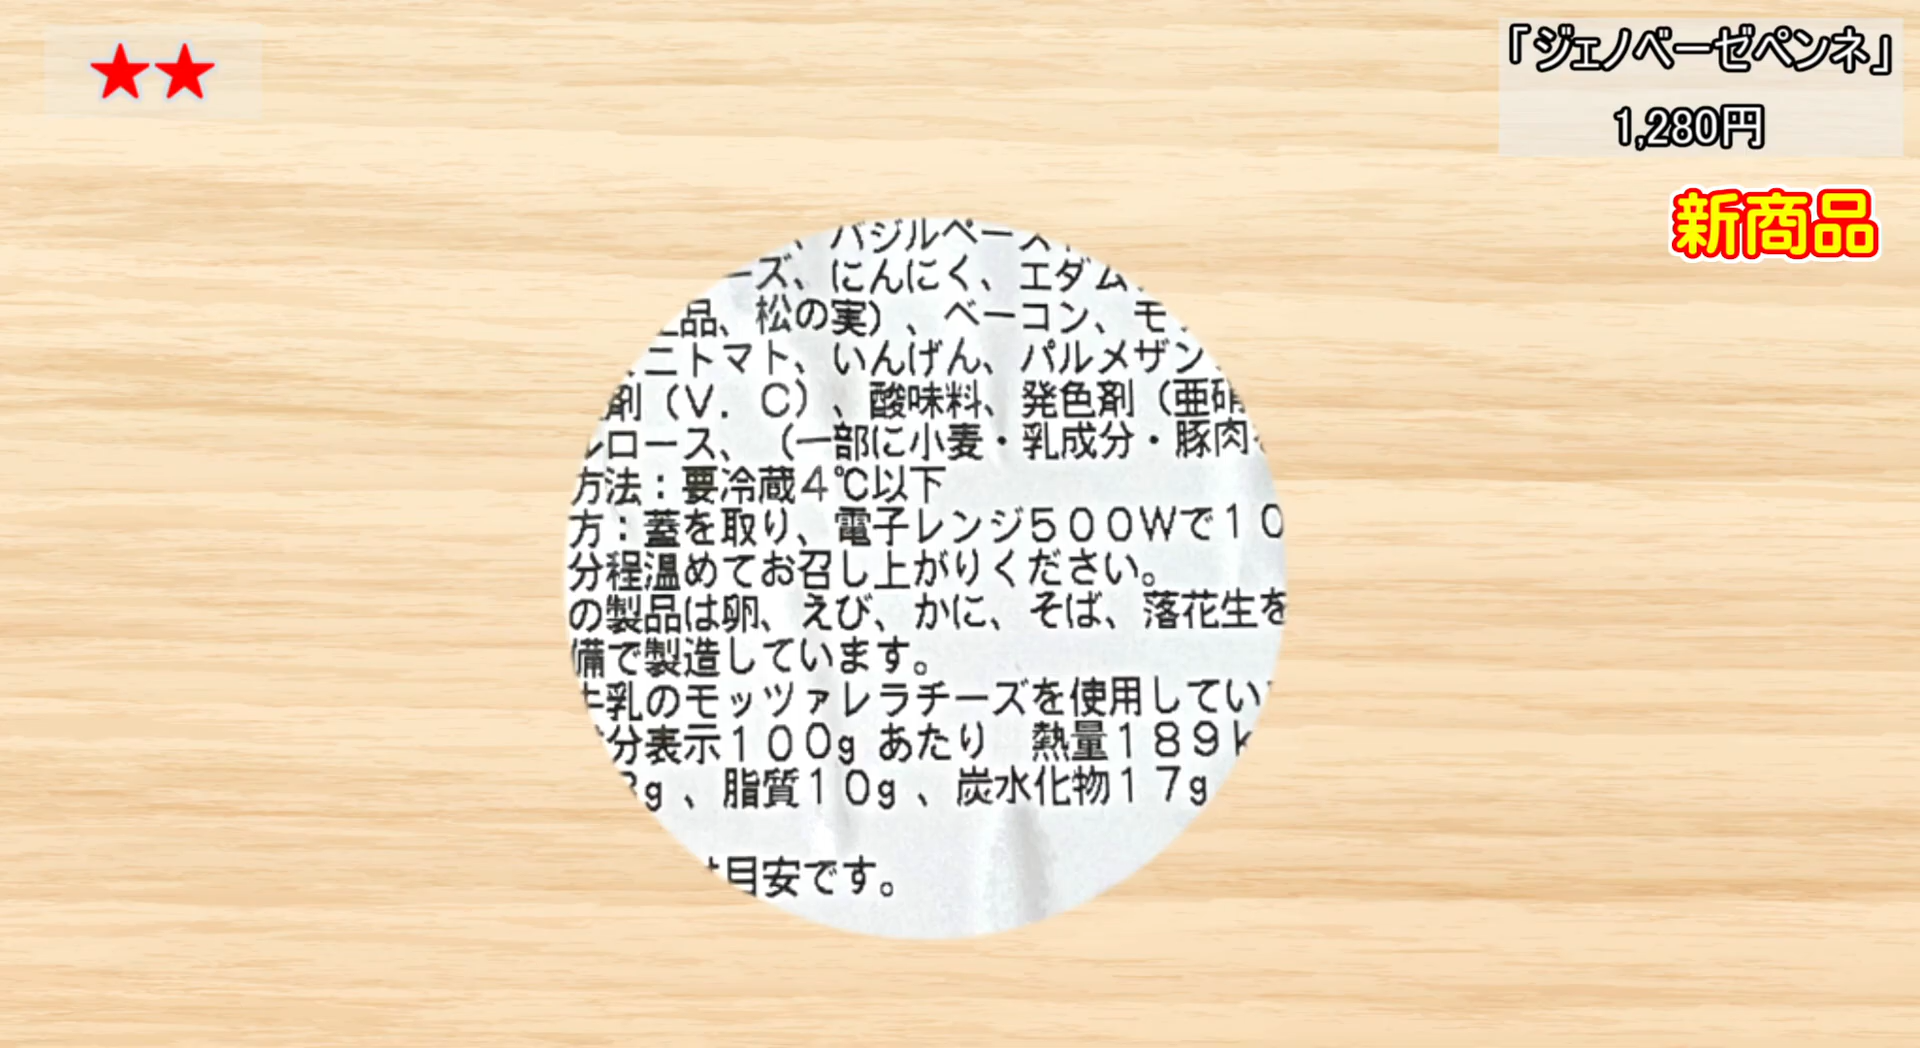 ★★
「ジェノベーゼペンネ」
1,280円
新商品
、バジルペース
ーズ、にんにく、エダム
品、松の実）、ベーコン、モ
ニトマト、いんげん、パルメザン
剤（V．C）、酸味料、発色剤（亜硝
ロース、（一部に小麦・乳成分・豚肉
方法：要冷蔵4℃以下
方：蓋を取り、電子レンジ500Wで10
分程温めてお召し上がりください。
の製品は卵、えび、かに、そば、落花生を
備で製造しています。
乳のモッツァレラチーズを使用してい
分表示100g あたり 熱量189k
g、脂質10g、炭水化物17g
目安です。